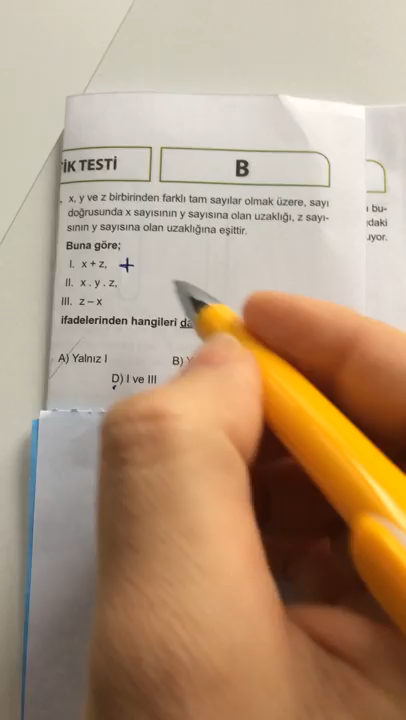 İK TESTİ
B
x, y ve z birbirinden farklı tam sayılar olmak üzere, sayı
doğrusunda x sayısının y sayısına olan uzaklığı, z sayı-
sının y sayısına olan uzaklığına eşittir.
Buna göre;
I. x + z, +
II. x . y . z,
III. z – x
ifadelerinden hangileri
A) Yalnız I
B)
D) I ve III
bu-
daki